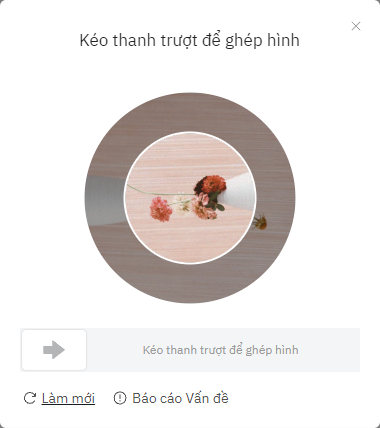 Kéo thanh trượt để ghép hình
Kéo thanh trượt để ghép hình
Làm mới
Báo cáo Vấn đề